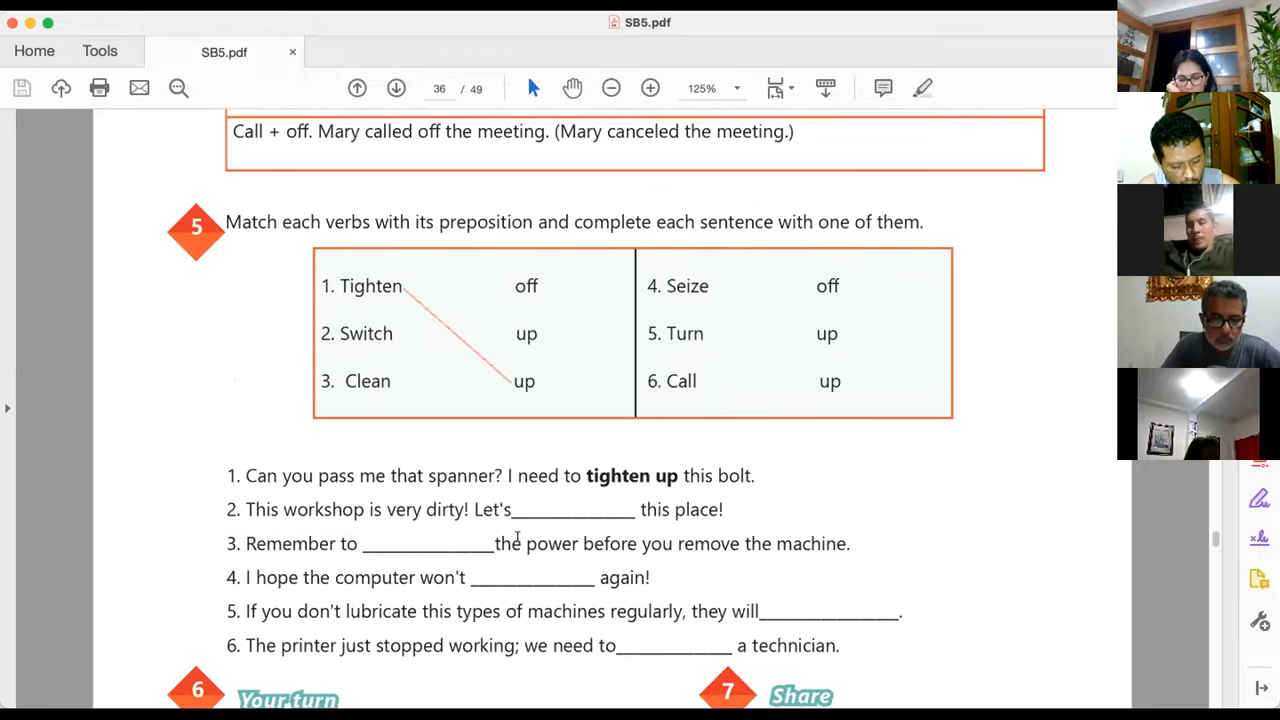 SB5.pdf
Home
Tools
SB5.pdf
×
36 / 49
125%
Call + off. Mary called off the meeting. (Mary canceled the meeting.)
5
Match each verbs with its preposition and complete each sentence with one of them.
1. Tighten off
2. Switch up
3. Clean up
4. Seize off
5. Turn up
6. Call up
1. Can you pass me that spanner? I need to tighten up this bolt.
2. This workshop is very dirty! Let's_______________ this place!
3. Remember to ________________the power before you remove the machine.
4. I hope the computer won't _______________ again!
5. If you don't lubricate this types of machines regularly, they will_________________.
6. The printer just stopped working; we need to______________ a technician.
6
Your turn
7
Share